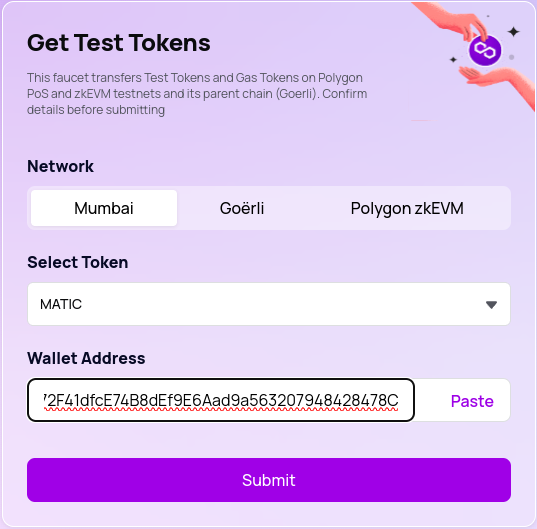 Get Test Tokens
This faucet transfers Test Tokens and Gas Tokens on Polygon
PoS and zkEVM testnets and its parent chain (Goerli). Confirm
details before submitting
Network
Mumbai Goërli Polygon zkEVM
Select Token
MATIC
Wallet Address
72F41dfcE74B8dEf9E6Aad9a563207948428478C Paste
Submit